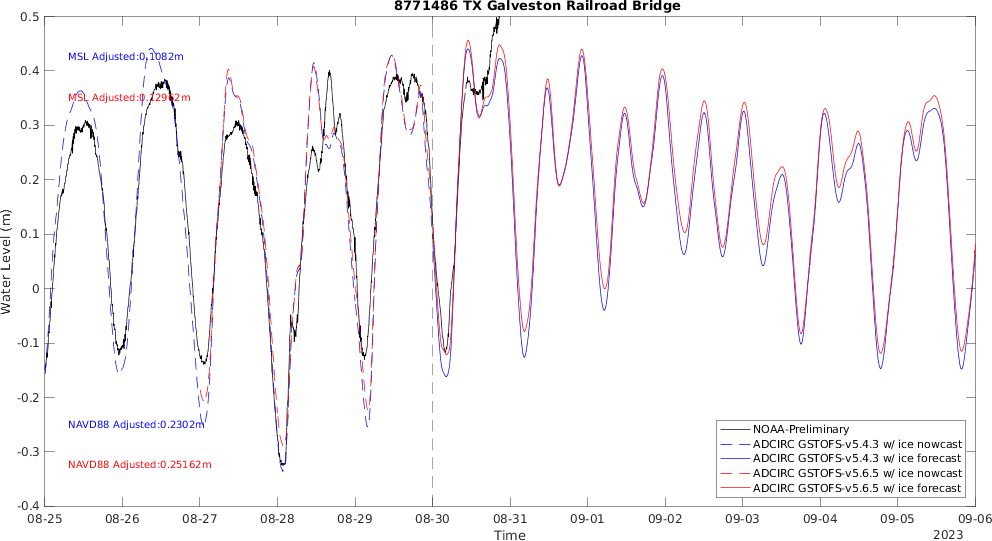 8771486 TX Galveston Railroad Bridge
0.5
0.4
0.3
0.2
0.1
0
-0.1
-0.2
-0.3
-0.4
Water Level (m)
MSL Adjusted:0.1082m
MSL Adjusted:0.12962m
NAVD88 Adjusted:0.2302m
NAVD88 Adjusted:0.25162m
NOAA-Preliminary
ADCIRC GSTOFS-v5.4.3 w/ ice nowcast
ADCIRC GSTOFS-v5.4.3 w/ ice forecast
ADCIRC GSTOFS-v5.6.5 w/ ice nowcast
ADCIRC GSTOFS-v5.6.5 w/ ice forecast
08-25 08-26 08-27 08-28 08-29 08-30 08-31 09-01 09-02 09-03 09-04 09-05 09-06
Time
2023